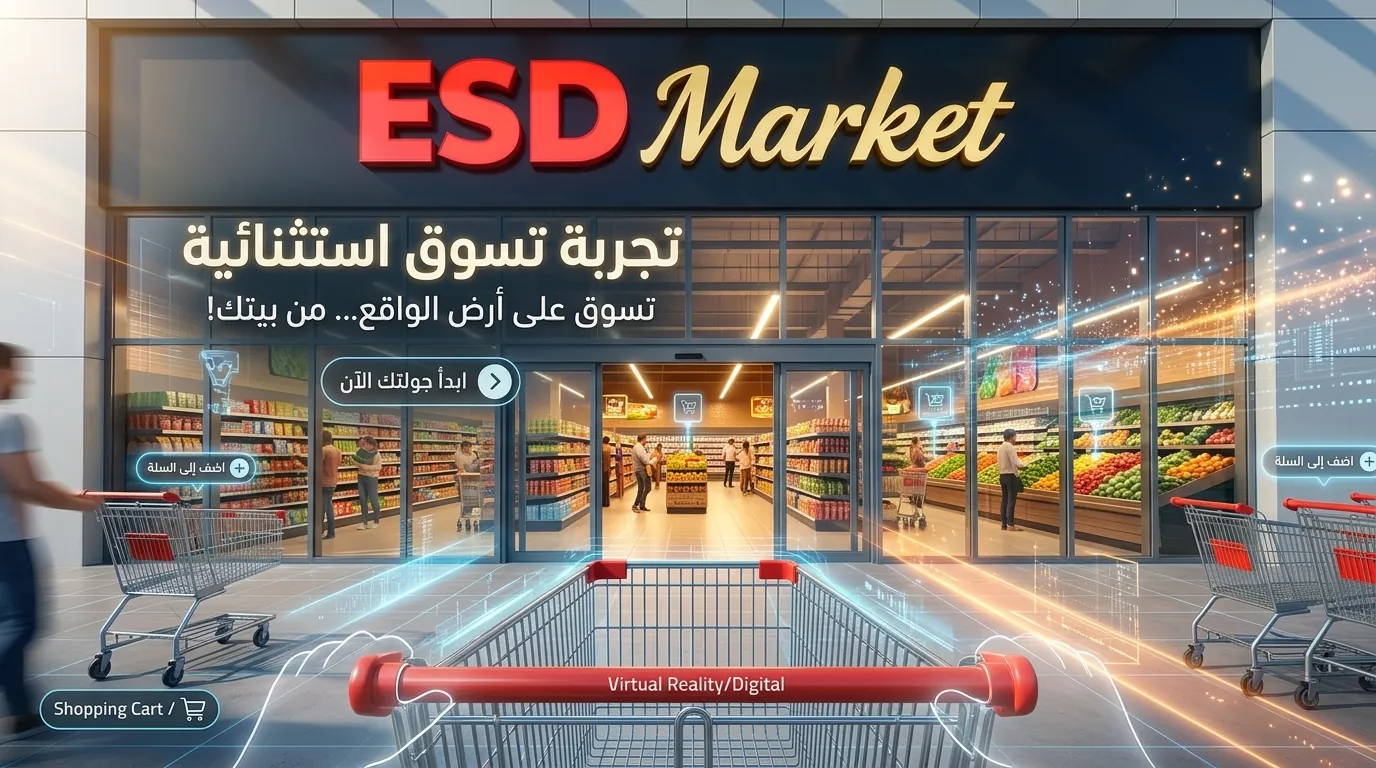 ESD Market
تجربة تسوق استثنائية
تسوق على أرض الواقع... من بيتك!
ابدأ جولتك الآن
اضف إلى السلة
اضف إلى السلة
Virtual Reality/Digital
Shopping Cart /